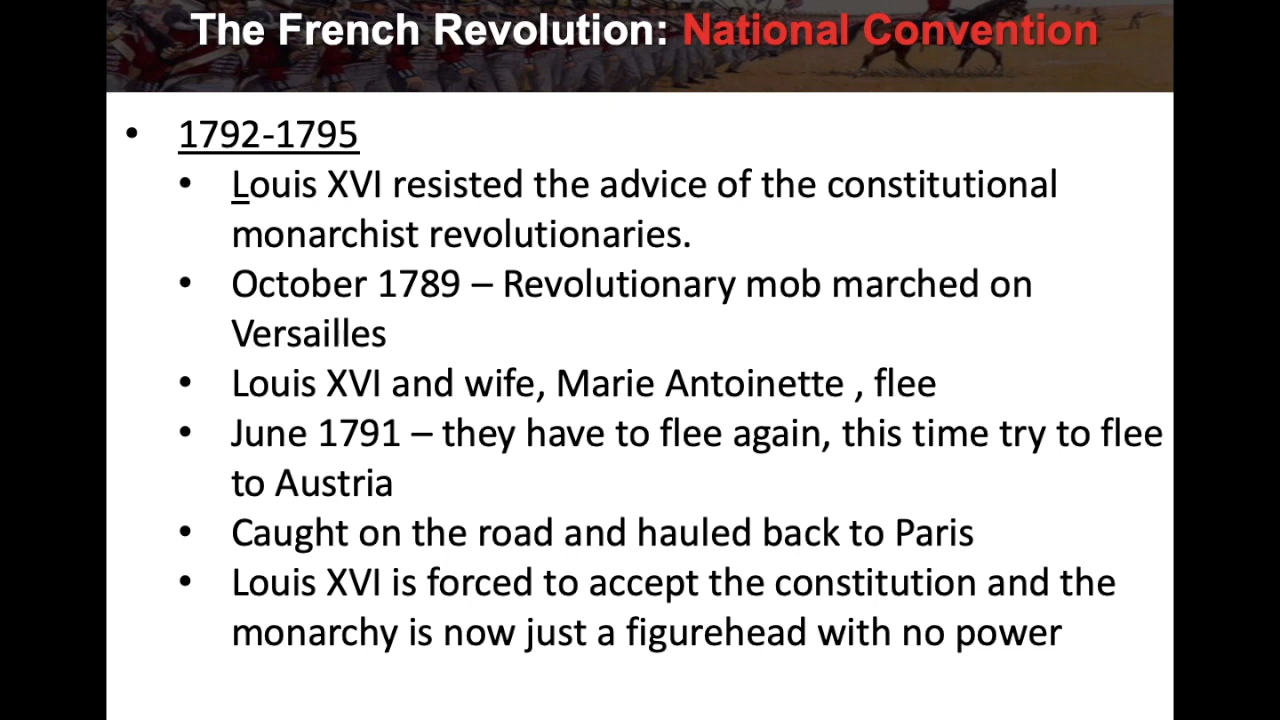 The French Revolution: National Convention
• 1792-1795
• Louis XVI resisted the advice of the constitutional
monarchist revolutionaries.
• October 1789 – Revolutionary mob marched on
Versailles
• Louis XVI and wife, Marie Antoinette , flee
• June 1791 – they have to flee again, this time try to flee
to Austria
• Caught on the road and hauled back to Paris
• Louis XVI is forced to accept the constitution and the
monarchy is now just a figurehead with no power